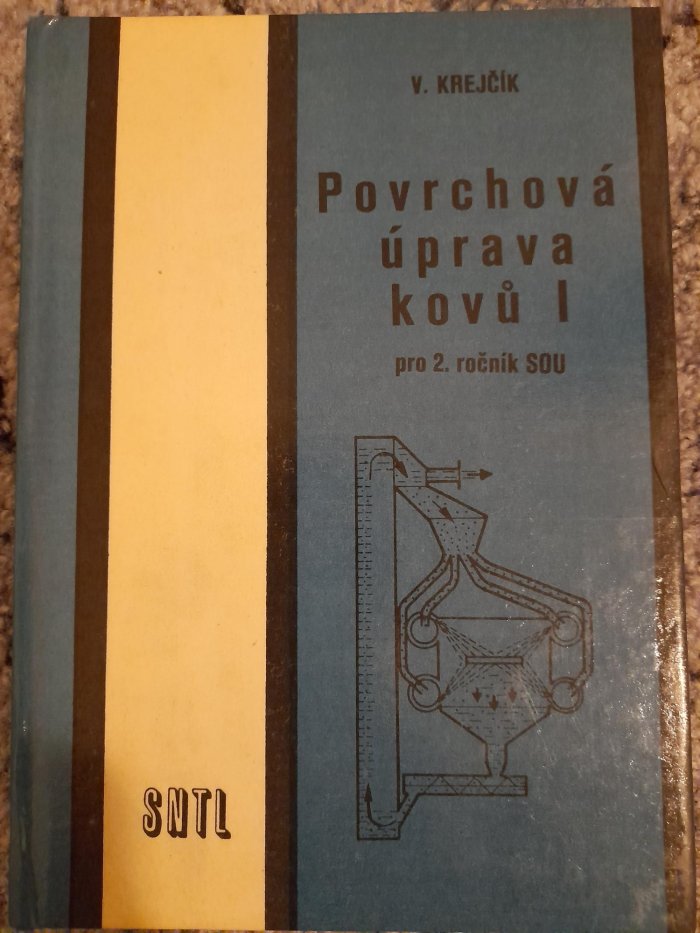 V. KREJČÍK
Povrchová
úprava
kovů I
pro 2. ročník SOU
SNTL